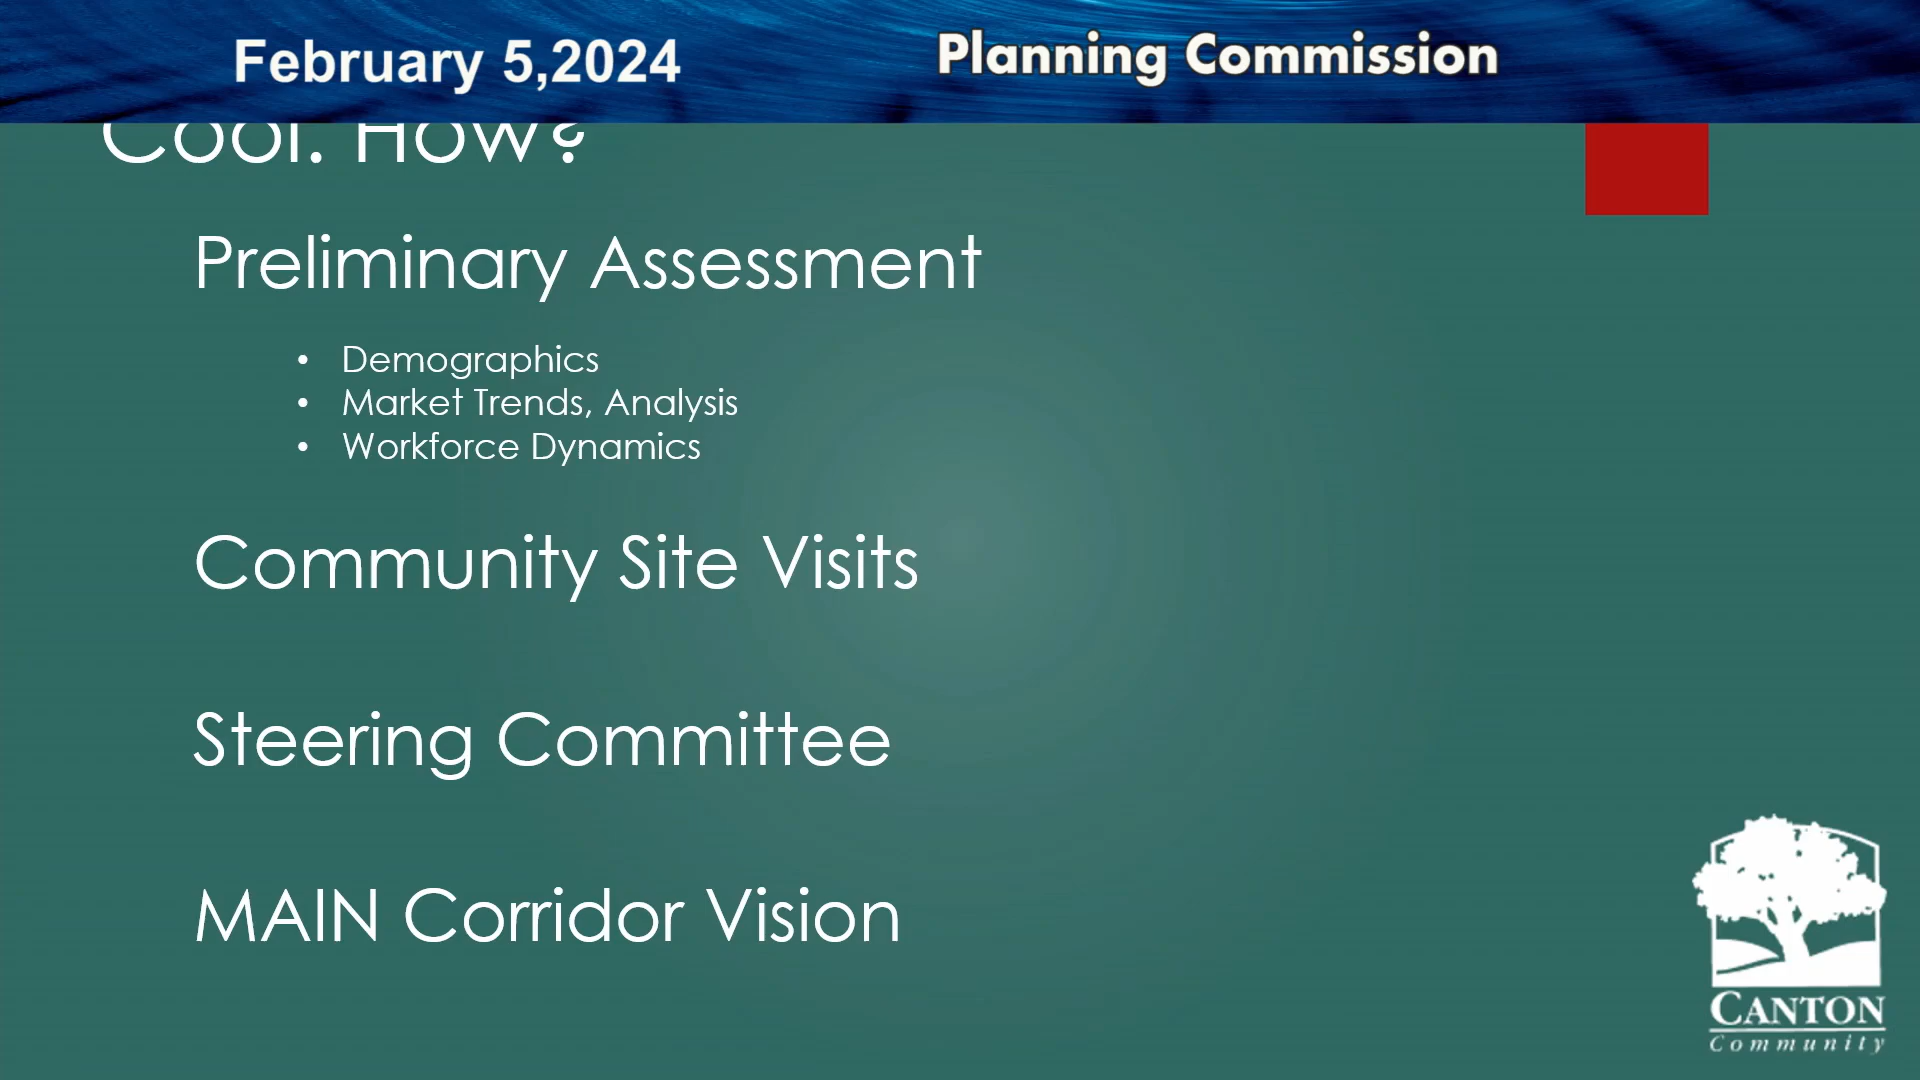 February 5,2024
Planning Commission
Cool. How?
Preliminary Assessment
• Demographics
• Market Trends, Analysis
• Workforce Dynamics
Community Site Visits
Steering Committee
MAIN Corridor Vision
CANTON
Community